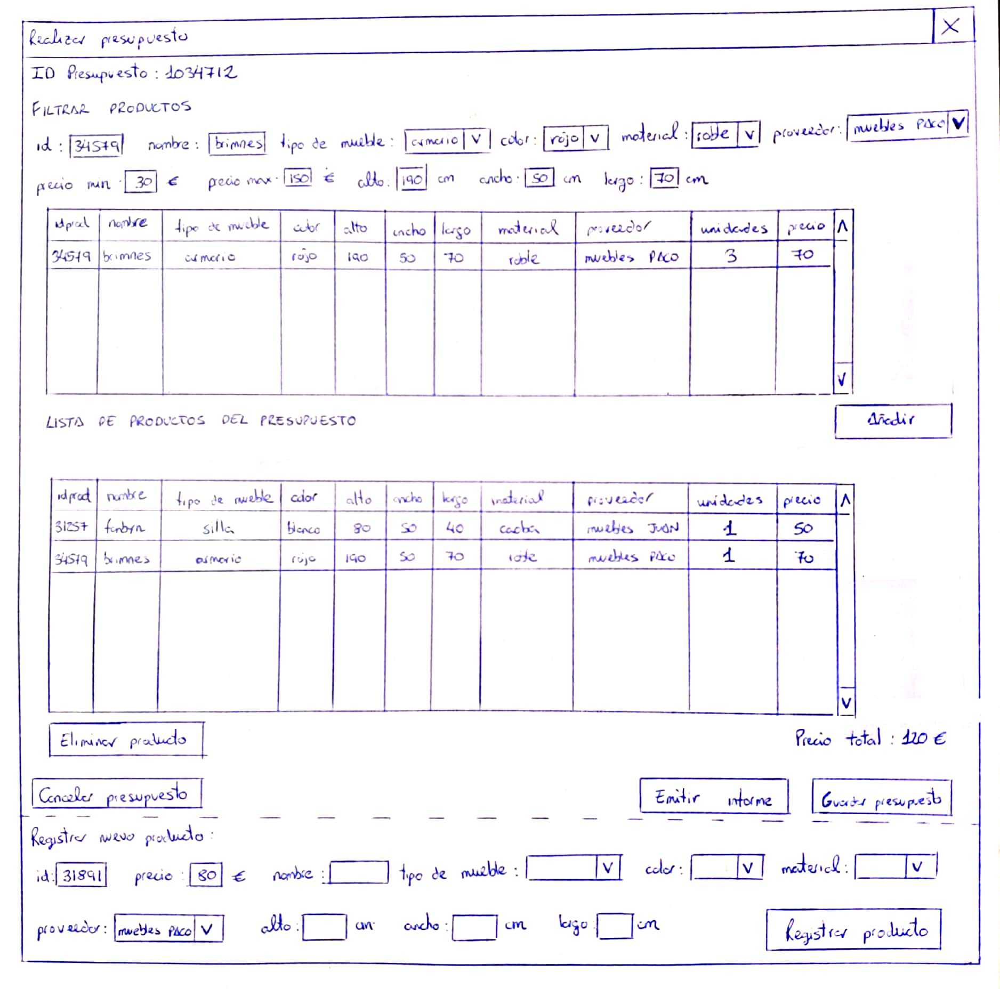 Realizar presupuesto X
ID Presupuesto : 1034712
FILTRAR PRODUCTOS
id : 34579 nombre : brimnes tipo de mueble : armario V color : rojo V material : roble V proveedor : muebles PACO V
precio min. 30 € precio max. 150 € alto: 190 cm ancho: 50 cm largo : 70 cm
idprod nombre tipo de mueble color alto ancho largo material proveedor unidades precio
34579 brimnes armario rojo 190 50 70 roble muebles PACO 3 70
LISTA DE PRODUCTOS DEL PRESUPUESTO Añadir
idprod nombre tipo de mueble color alto ancho largo material proveedor unidades precio
31257 silla blanco 80 50 40 caoba muebles JUAN 1 50
34579 brimnes armario rojo 190 50 70 roble muebles PACO 1 70
Eliminar producto Precio total : 120 €
Cancelar presupuesto Emitir informe Guardar presupuesto
Registrar nuevo producto :
id: 31891 precio : 80 € nombre : tipo de mueble : V color : V material : V
proveedor : muebles PACO V alto : cm ancho : cm largo : cm Registrar producto